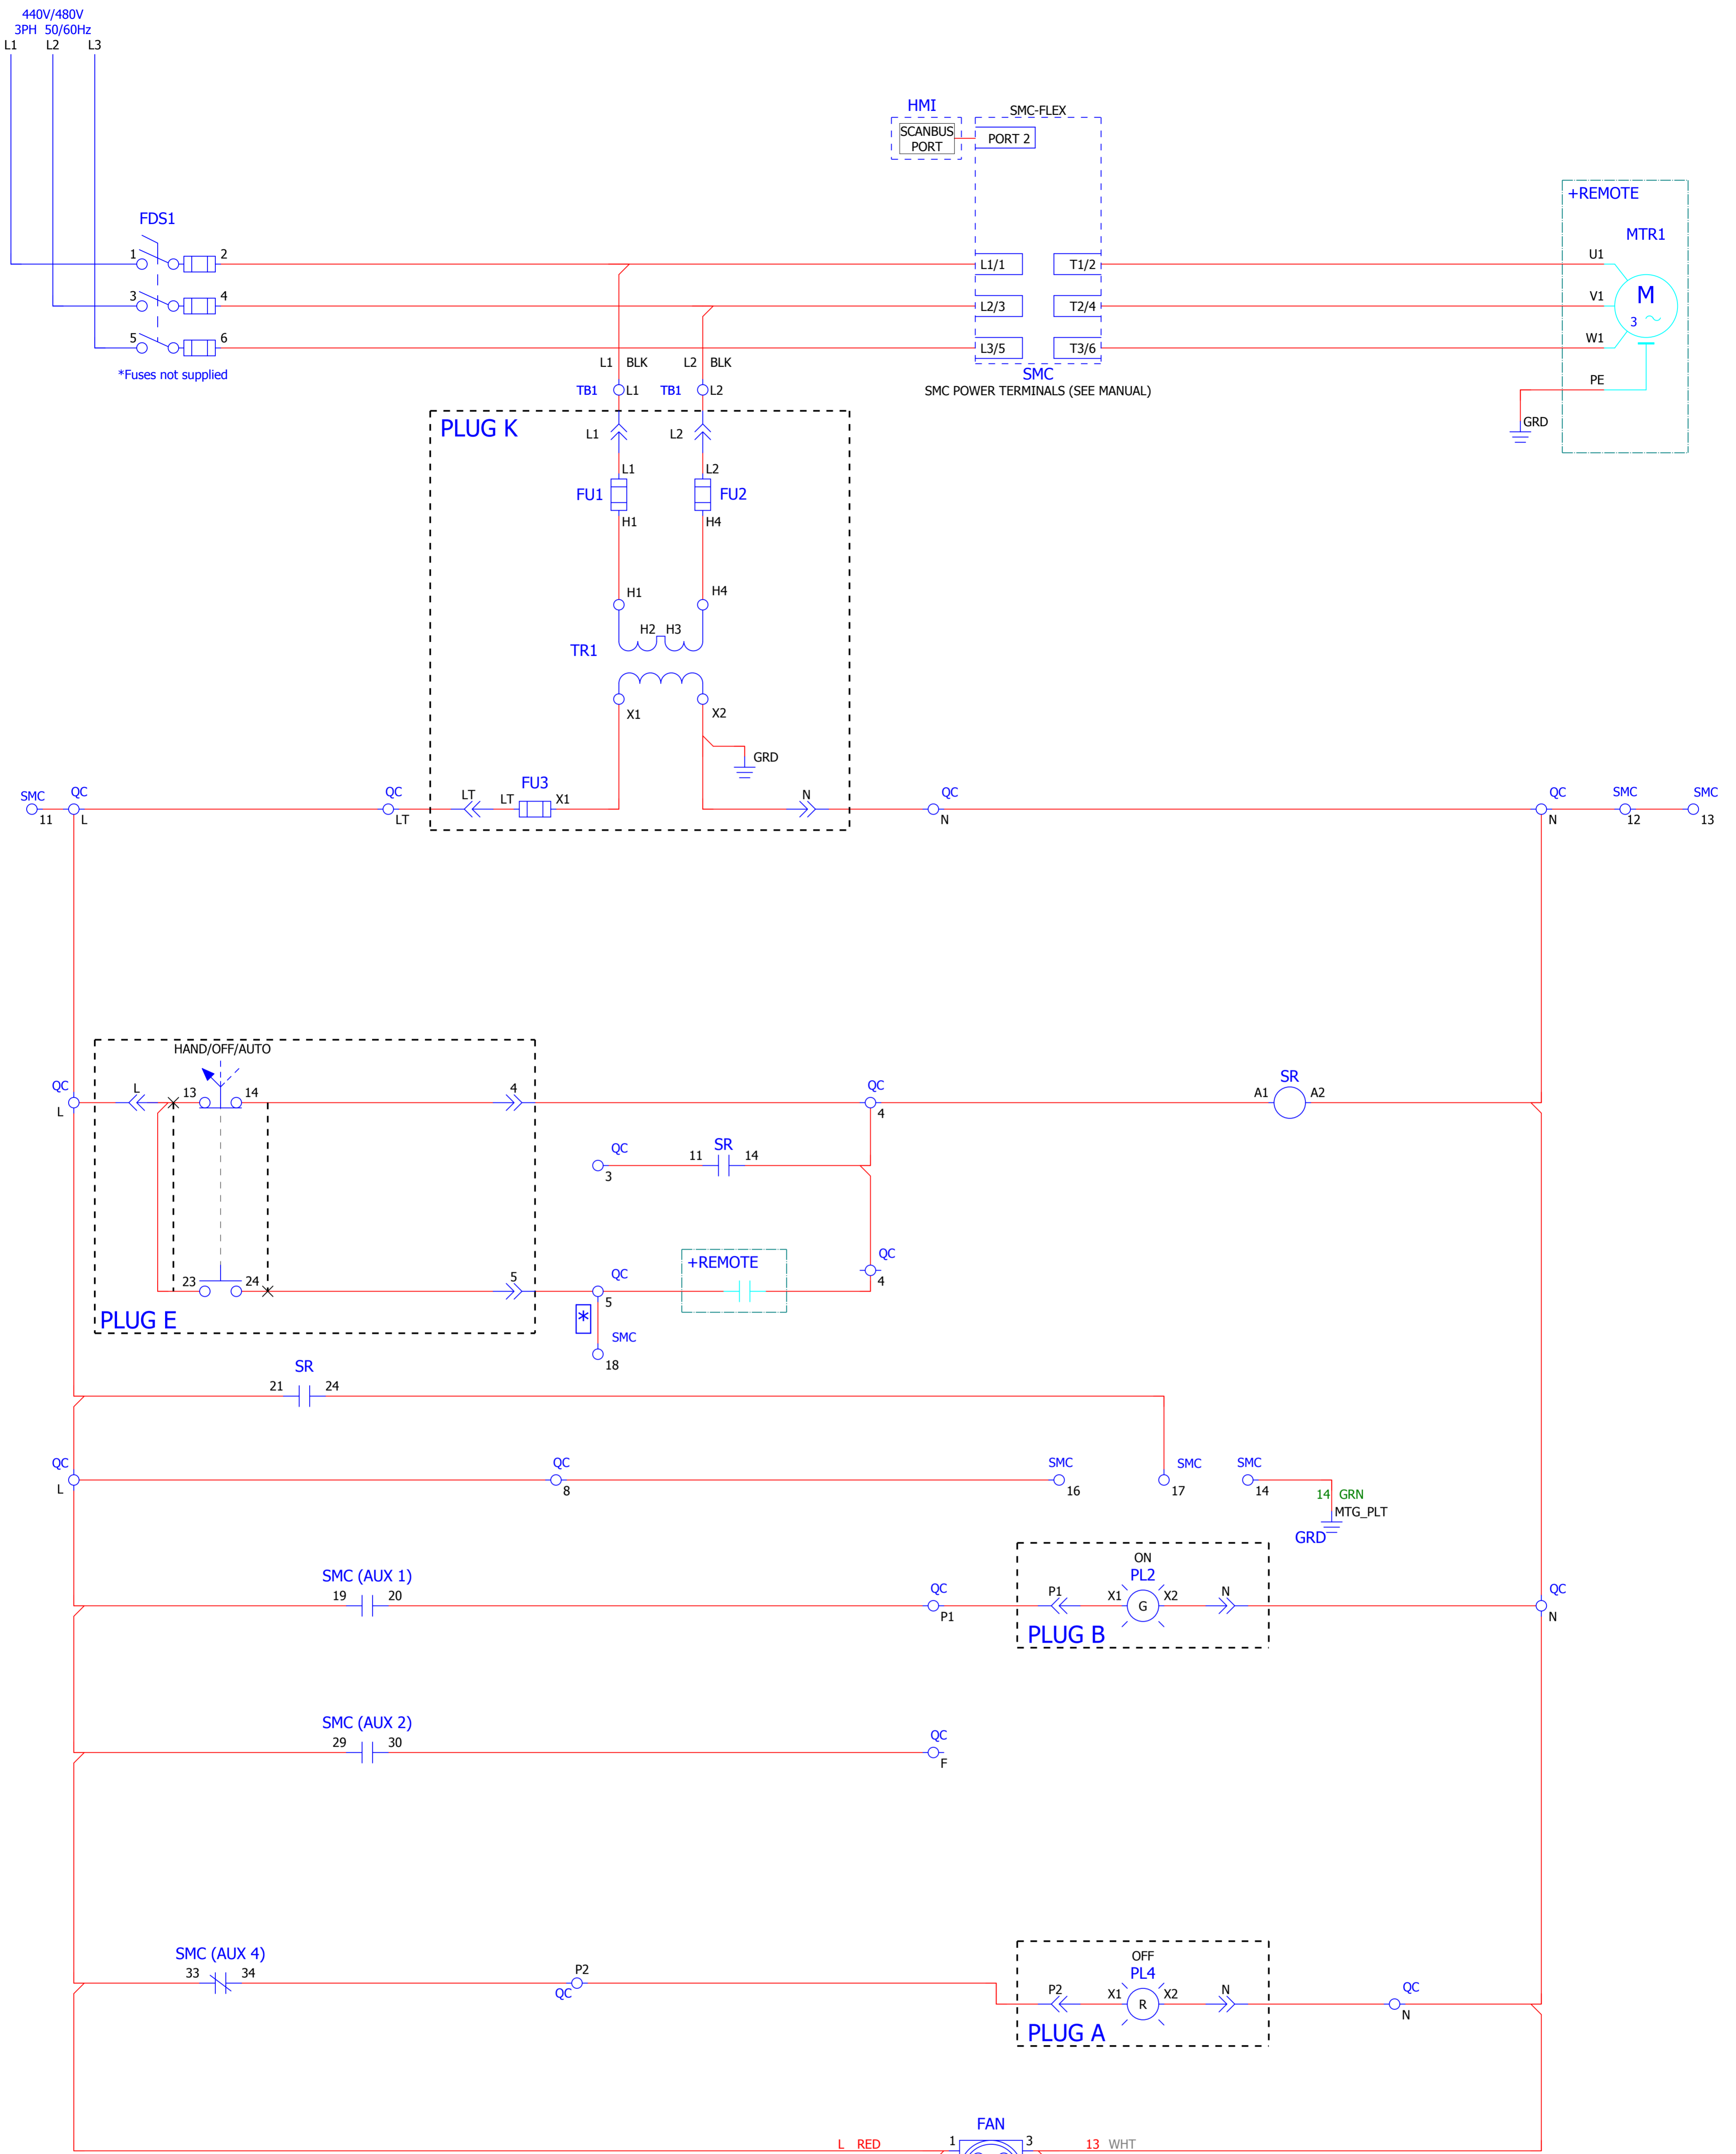 440V/480V
3PH 50/60Hz
L1 L2 L3
HMI
SMC-FLEX
SCANBUS
PORT
PORT 2
+REMOTE
MTR1
FDS1
1 2
3 4
5 6
*Fuses not supplied
L1/1 T1/2
L2/3 T2/4
L3/5 T3/6
SMC
SMC POWER TERMINALS (SEE MANUAL)
U1
V1
W1
PE
M
3
GRD
L1 BLK L2 BLK
TB1 L1 TB1 L2
PLUG K
L1 L2
L1 L2
FU1 FU2
H1 H4
H1 H4
H2 H3
TR1
X1 X2
GRD
SMC QC QC LT LT FU3 X1 N QC QC SMC SMC
11 L LT N N 12 13
HAND/OFF/AUTO
QC L 13 14 4 QC SR
L 4 A1 A2
QC SR
3 11 14
QC
4
23 24 5 QC
5
+REMOTE
PLUG E
*
SMC
18
SR
21 24
QC QC SMC SMC SMC
L 8 16 17 14
14 GRN
MTG_PLT
GRD
SMC (AUX 1)
19 20
QC
P1
ON
PL2
P1 X1 G X2 N
PLUG B
QC
N
SMC (AUX 2)
29 30
QC
F
SMC (AUX 4)
33 34
P2
QC
OFF
PL4
P2 X1 R X2 N
PLUG A
QC
N
FAN
L RED 1 3 13 WHT